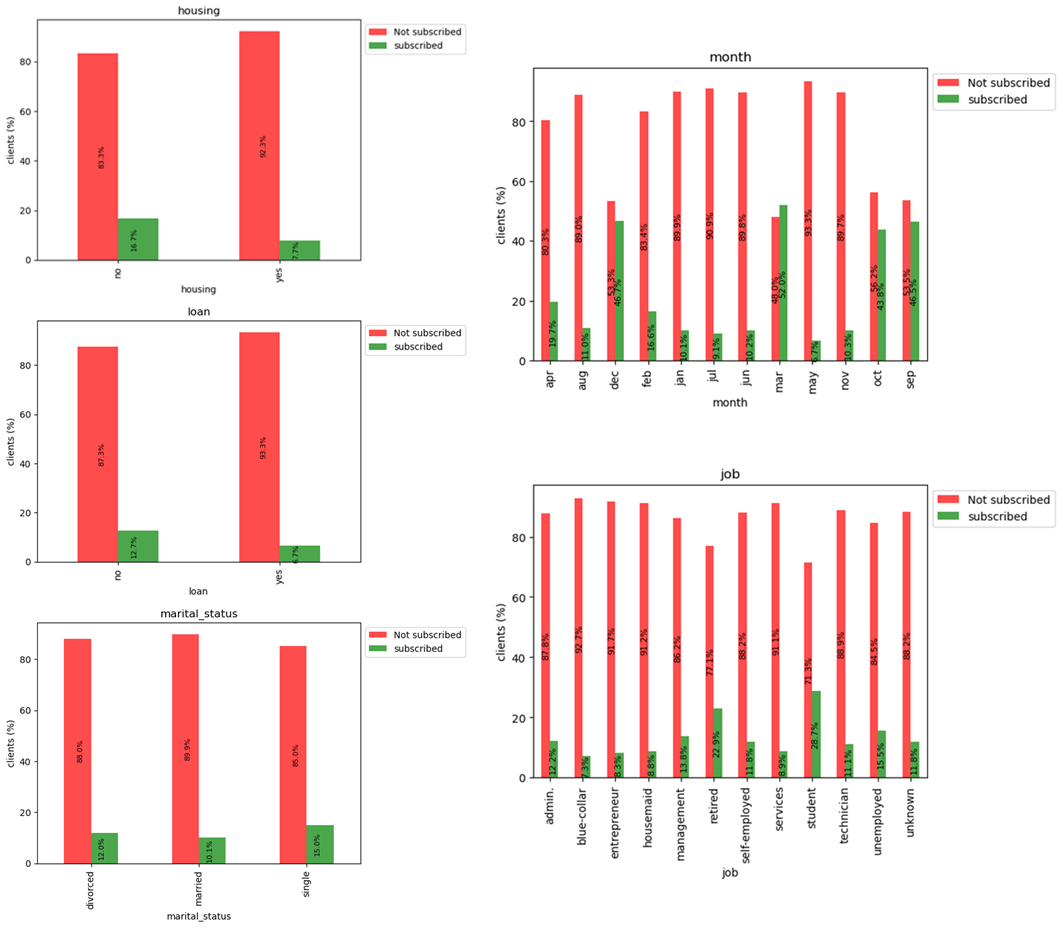 housing
Not subscribed
subscribed
clients (%)
80
60
40
20
0
83.3%
16.7%
92.3%
7.7%
no
yes
housing
loan
Not subscribed
subscribed
clients (%)
80
60
40
20
0
87.3%
12.7%
93.3%
6.7%
no
yes
loan
marital_status
Not subscribed
subscribed
clients (%)
80
60
40
20
0
88.0%
12.0%
89.9%
10.1%
85.0%
15.0%
divorced
married
single
marital_status
month
Not subscribed
subscribed
clients (%)
80
60
40
20
0
80.3%
19.7%
89.0%
11.0%
53.3%
46.7%
83.4%
16.6%
89.9%
10.1%
90.9%
9.1%
89.8%
10.2%
48.0%
52.0%
93.3%
6.7%
89.7%
10.3%
56.2%
43.8%
53.5%
46.5%
apr
aug
dec
feb
jan
jul
jun
mar
may
nov
oct
sep
month
job
Not subscribed
subscribed
clients (%)
80
60
40
20
0
87.8%
12.2%
92.7%
7.3%
91.7%
8.3%
91.2%
8.8%
86.2%
13.8%
77.1%
22.9%
88.2%
11.8%
91.1%
8.9%
71.3%
28.7%
88.9%
11.1%
84.5%
15.5%
88.2%
11.8%
admin.
blue-collar
entrepreneur
housemaid
management
retired
self-employed
services
student
technician
unemployed
unknown
job